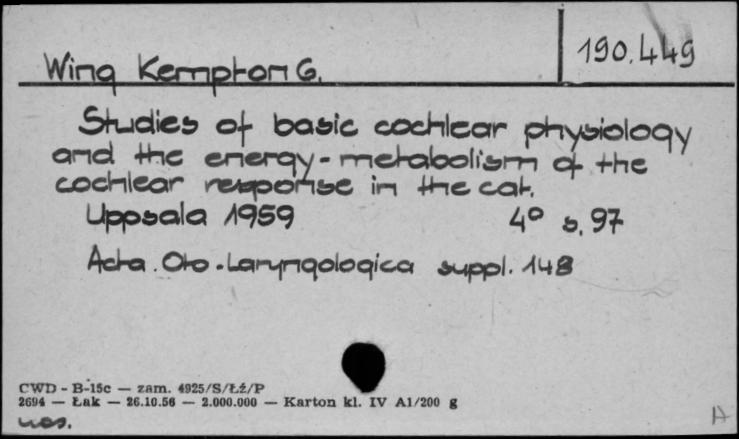 190.449
Wing Kempton G.
Studies of basic cochlear physiology
and the energy-metabolism of the
cochlear response in the cat.
Uppsala 1959 4° s. 97
Acta. Oto-Laryngologica suppl. 148
CWD - B-15c — zam. 4925/S/ŁŹ/P
2694 — Łak — 26.10.56 — 2.000.000 — Karton kl. IV A1/200 g
A